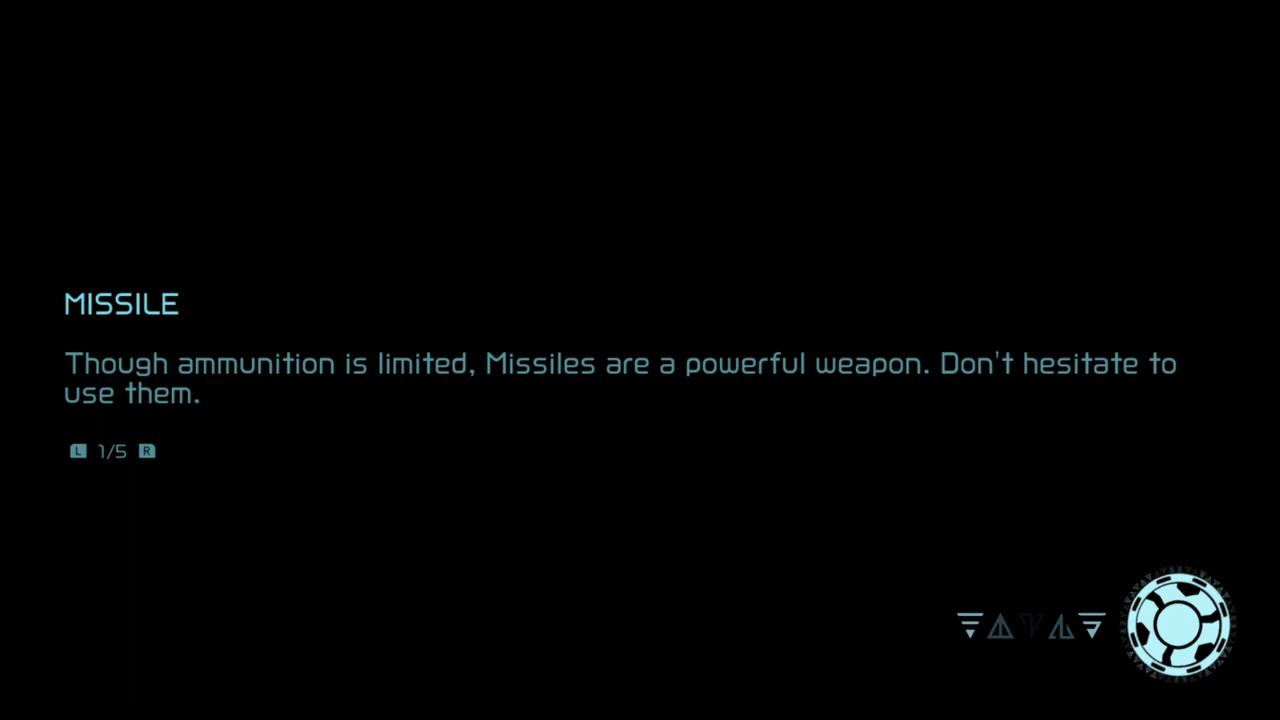 MISSILE
Though ammunition is limited, Missiles are a powerful weapon. Don't hesitate to
use them.
L 1/5 R